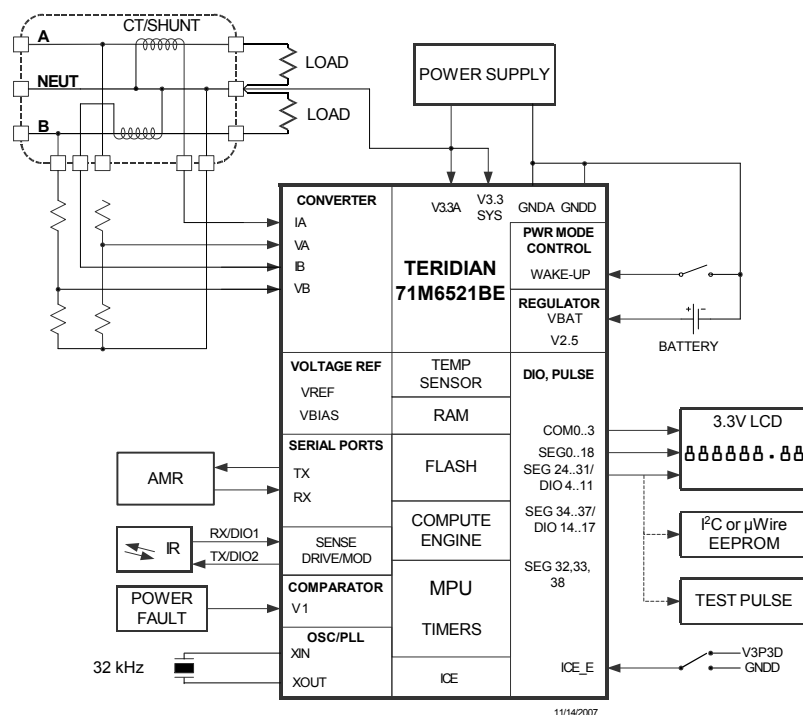 CT/SHUNT
A
NEUT
B
LOAD
LOAD
POWER SUPPLY
CONVERTER
IA
VA
IB
VB
V3.3A
V3.3
SYS
GNDA GNDD
TERIDIAN
71M6521BE
PWR MODE
CONTROL
WAKE-UP
REGULATOR
VBAT
V2.5
+ -
BATTERY
VOLTAGE REF
VREF
VBIAS
TEMP
SENSOR
RAM
DIO, PULSE
COM0..3
SEG0..18
SEG 24..31/
DIO 4..11
SEG 34..37/
DIO 14..17
SEG 32,33,
38
ICE_E
3.3V LCD
888888.88
I²C or µWire
EEPROM
TEST PULSE
V3P3D
GNDD
SERIAL PORTS
TX
RX
AMR
FLASH
IR
RX/DIO1
TX/DIO2
SENSE
DRIVE/MOD
COMPUTE
ENGINE
POWER
FAULT
COMPARATOR
V1
MPU
TIMERS
OSC/PLL
XIN
XOUT
32 kHz
ICE
11/14/2007